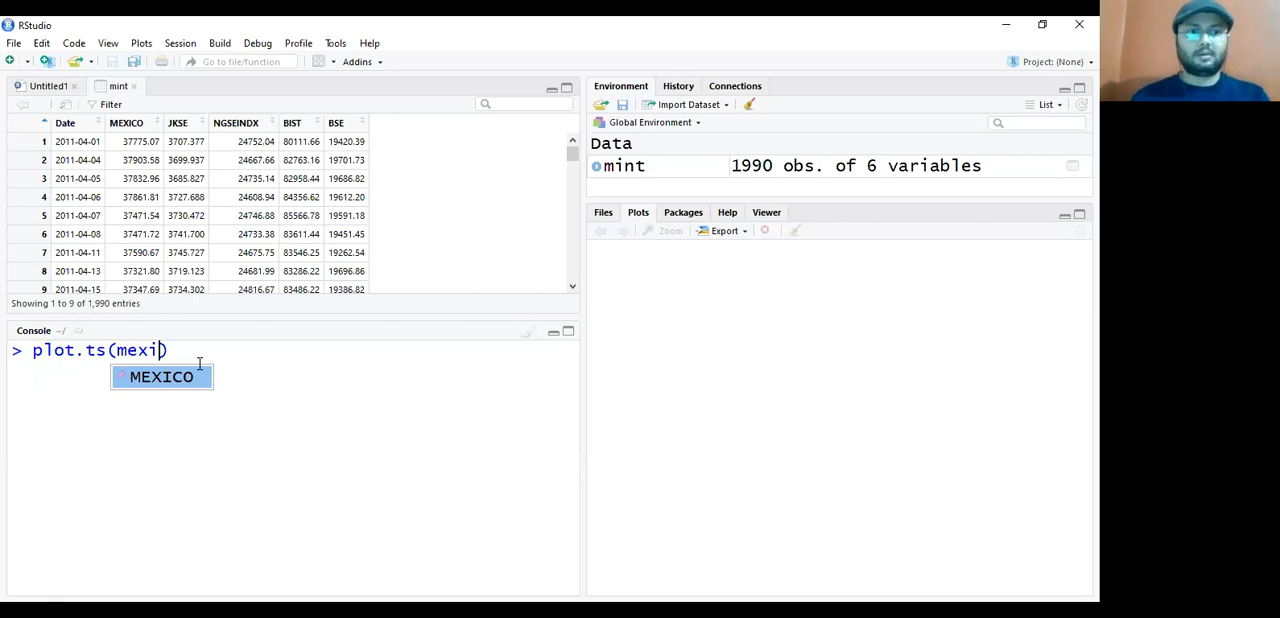 RStudio
File Edit Code View Plots Session Build Debug Profile Tools Help
Go to file/function Addins Project: (None)
Untitled1 mint
Filter
Date MEXICO JKSE NGSEINDX BIST BSE
1 2011-04-01 37775.07 3707.377 24752.04 80111.66 19420.39
2 2011-04-04 37903.58 3699.937 24667.66 82763.16 19701.73
3 2011-04-05 37832.96 3685.827 24735.14 82958.44 19686.82
4 2011-04-06 37861.81 3727.688 24608.94 84356.62 19612.20
5 2011-04-07 37471.54 3730.472 24746.88 85566.78 19591.18
6 2011-04-08 37471.72 3741.700 24733.38 83611.44 19451.45
7 2011-04-11 37590.67 3745.727 24675.75 83546.25 19262.54
8 2011-04-13 37321.80 3719.123 24681.99 83286.22 19696.86
9 2011-04-15 37347.69 3734.302 24816.67 83486.22 19386.82
Showing 1 to 9 of 1,990 entries
Console ~/
> plot.ts(mexi)
MEXICO
Environment History Connections
Import Dataset List
Global Environment
Data
mint 1990 obs. of 6 variables
Files Plots Packages Help Viewer
Zoom Export